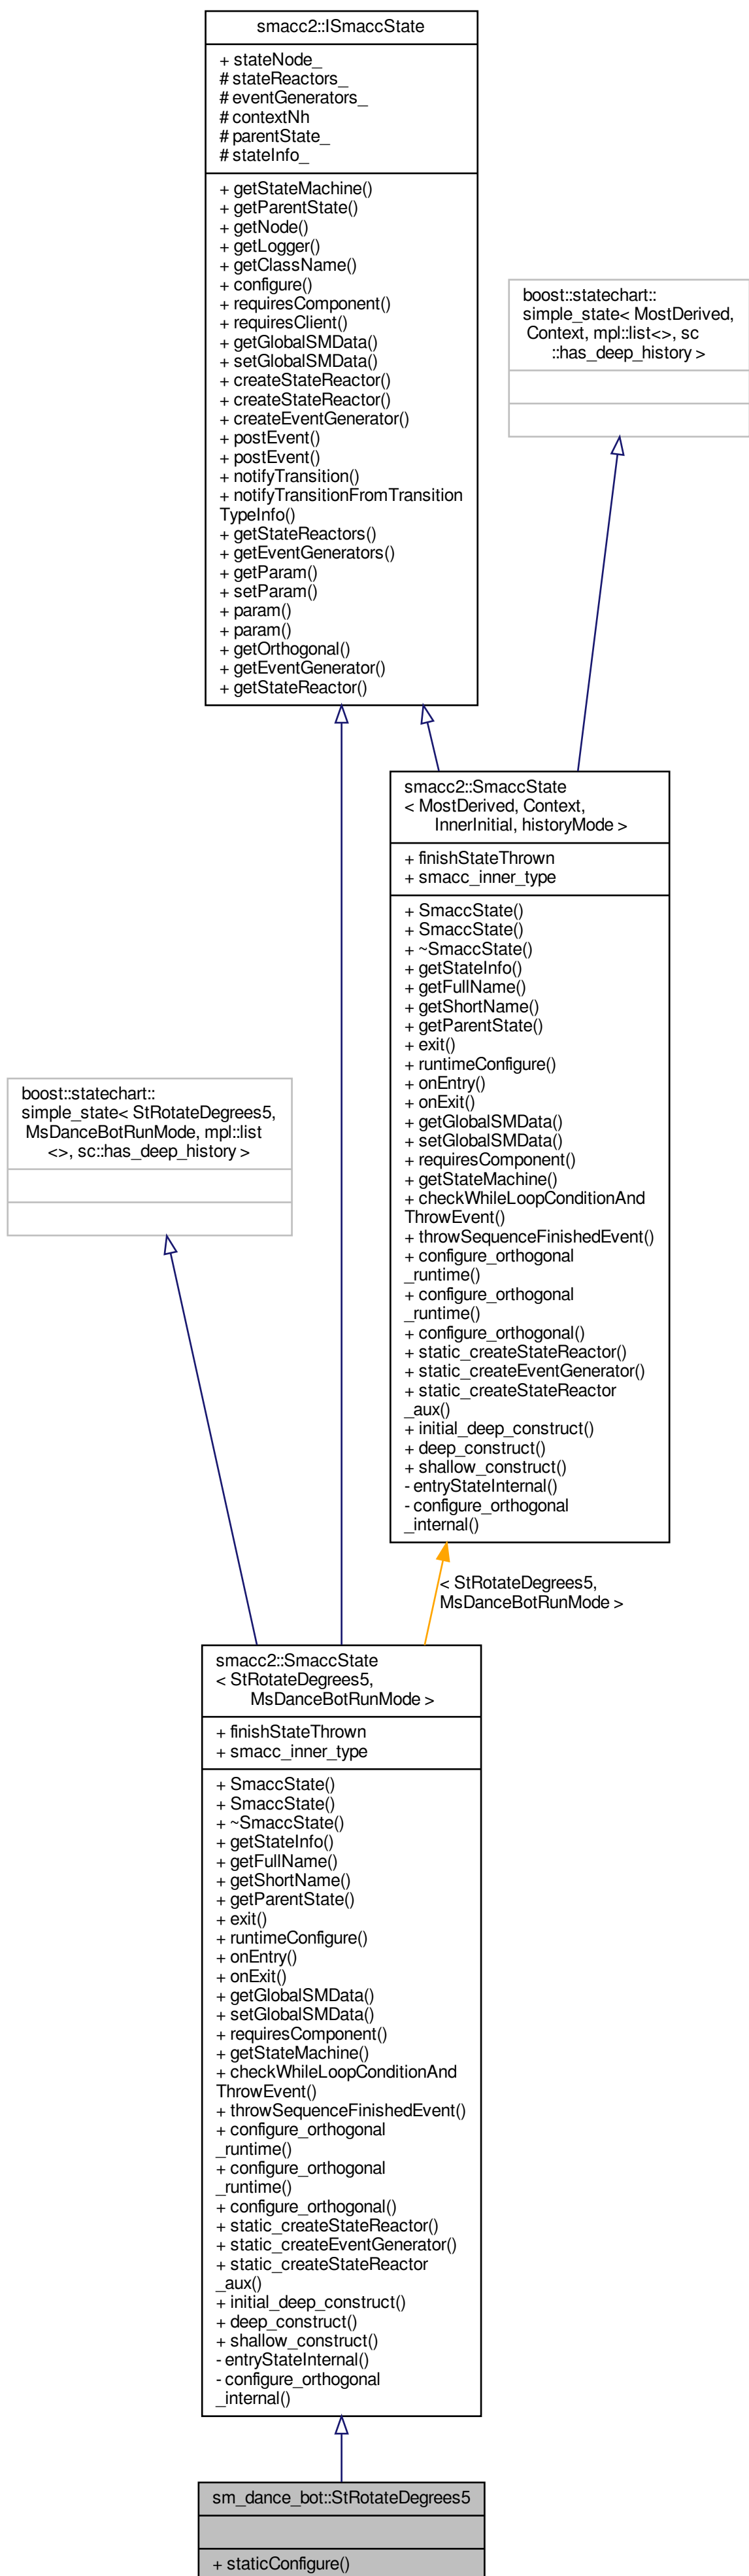 smacc2::ISmaccState
+ stateNode_
# stateReactors_
# eventGenerators_
# contextNh
# parentState_
# stateInfo_
+ getStateMachine()
+ getParentState()
+ getNode()
+ getLogger()
+ getClassName()
+ configure()
+ requiresComponent()
+ requiresClient()
+ getGlobalSMData()
+ setGlobalSMData()
+ createStateReactor()
+ createStateReactor()
+ createEventGenerator()
+ postEvent()
+ postEvent()
+ notifyTransition()
+ notifyTransitionFromTransition
TypeInfo()
+ getStateReactors()
+ getEventGenerators()
+ getParam()
+ setParam()
+ param()
+ param()
+ getOrthogonal()
+ getEventGenerator()
+ getStateReactor()
boost::statechart::
simple_state< MostDerived,
Context, mpl::list<>, sc
::has_deep_history >
smacc2::SmaccState
< MostDerived, Context,
InnerInitial, historyMode >
+ finishStateThrown
+ smacc_inner_type
+ SmaccState()
+ SmaccState()
+ ~SmaccState()
+ getStateInfo()
+ getFullName()
+ getShortName()
+ getParentState()
+ exit()
+ runtimeConfigure()
+ onEntry()
+ onExit()
+ getGlobalSMData()
+ setGlobalSMData()
+ requiresComponent()
+ getStateMachine()
+ checkWhileLoopConditionAnd
ThrowEvent()
+ throwSequenceFinishedEvent()
+ configure_orthogonal
_runtime()
+ configure_orthogonal
_runtime()
+ configure_orthogonal()
+ static_createStateReactor()
+ static_createEventGenerator()
+ static_createStateReactor
_aux()
+ initial_deep_construct()
+ deep_construct()
+ shallow_construct()
- entryStateInternal()
- configure_orthogonal
_internal()
boost::statechart::
simple_state< StRotateDegrees5,
MsDanceBotRunMode, mpl::list
<>, sc::has_deep_history >
< StRotateDegrees5,
MsDanceBotRunMode >
smacc2::SmaccState
< StRotateDegrees5,
MsDanceBotRunMode >
+ finishStateThrown
+ smacc_inner_type
+ SmaccState()
+ SmaccState()
+ ~SmaccState()
+ getStateInfo()
+ getFullName()
+ getShortName()
+ getParentState()
+ exit()
+ runtimeConfigure()
+ onEntry()
+ onExit()
+ getGlobalSMData()
+ setGlobalSMData()
+ requiresComponent()
+ getStateMachine()
+ checkWhileLoopConditionAnd
ThrowEvent()
+ throwSequenceFinishedEvent()
+ configure_orthogonal
_runtime()
+ configure_orthogonal
_runtime()
+ configure_orthogonal()
+ static_createStateReactor()
+ static_createEventGenerator()
+ static_createStateReactor
_aux()
+ initial_deep_construct()
+ deep_construct()
+ shallow_construct()
- entryStateInternal()
- configure_orthogonal
_internal()
sm_dance_bot::StRotateDegrees5
+ staticConfigure()